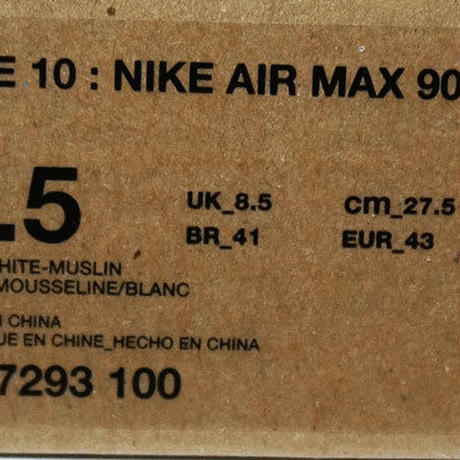 E 10 : NIKE AIR MAX 90
.5
UK_8.5 cm_27.5
BR_41 EUR_43
HITE-MUSLIN
MOUSSELINE/BLANC
CHINA
UE EN CHINE_HECHO EN CHINA
7293 100